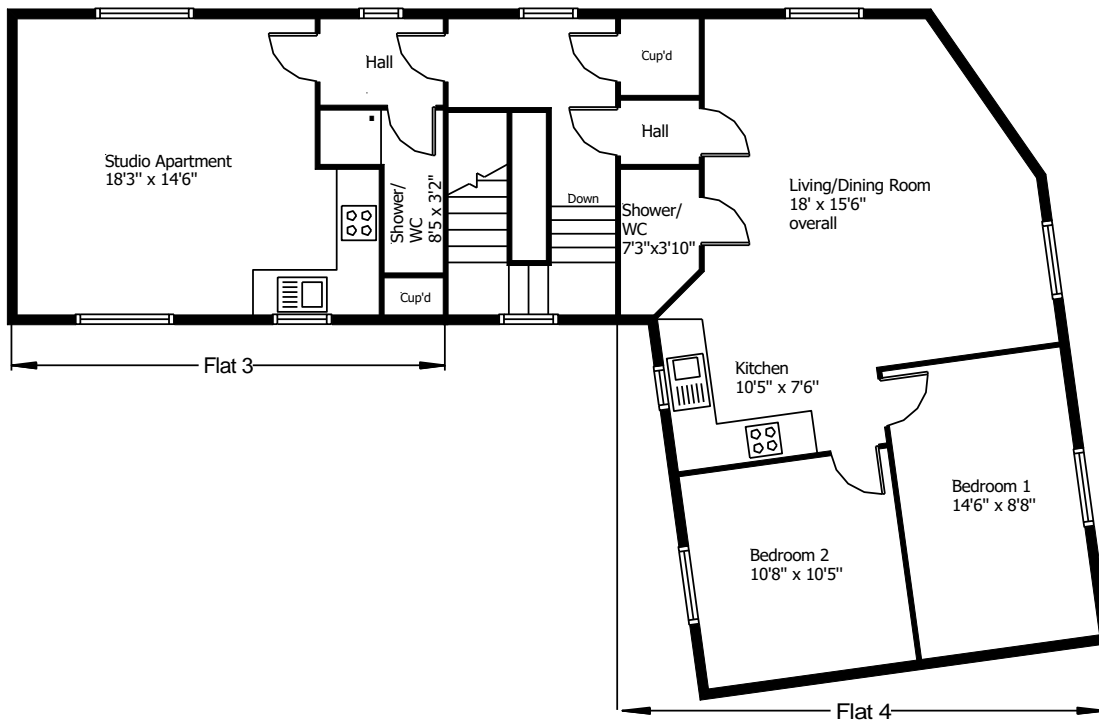 Hall
Cup'd
Hall
Studio Apartment
18'3" x 14'6"
Shower/
WC
8'5 x 3'2"
Down
Shower/
WC
7'3"x3'10"
Living/Dining Room
18' x 15'6"
overall
Cup'd
Flat 3
Kitchen
10'5" x 7'6"
Bedroom 1
14'6" x 8'8"
Bedroom 2
10'8" x 10'5"
Flat 4